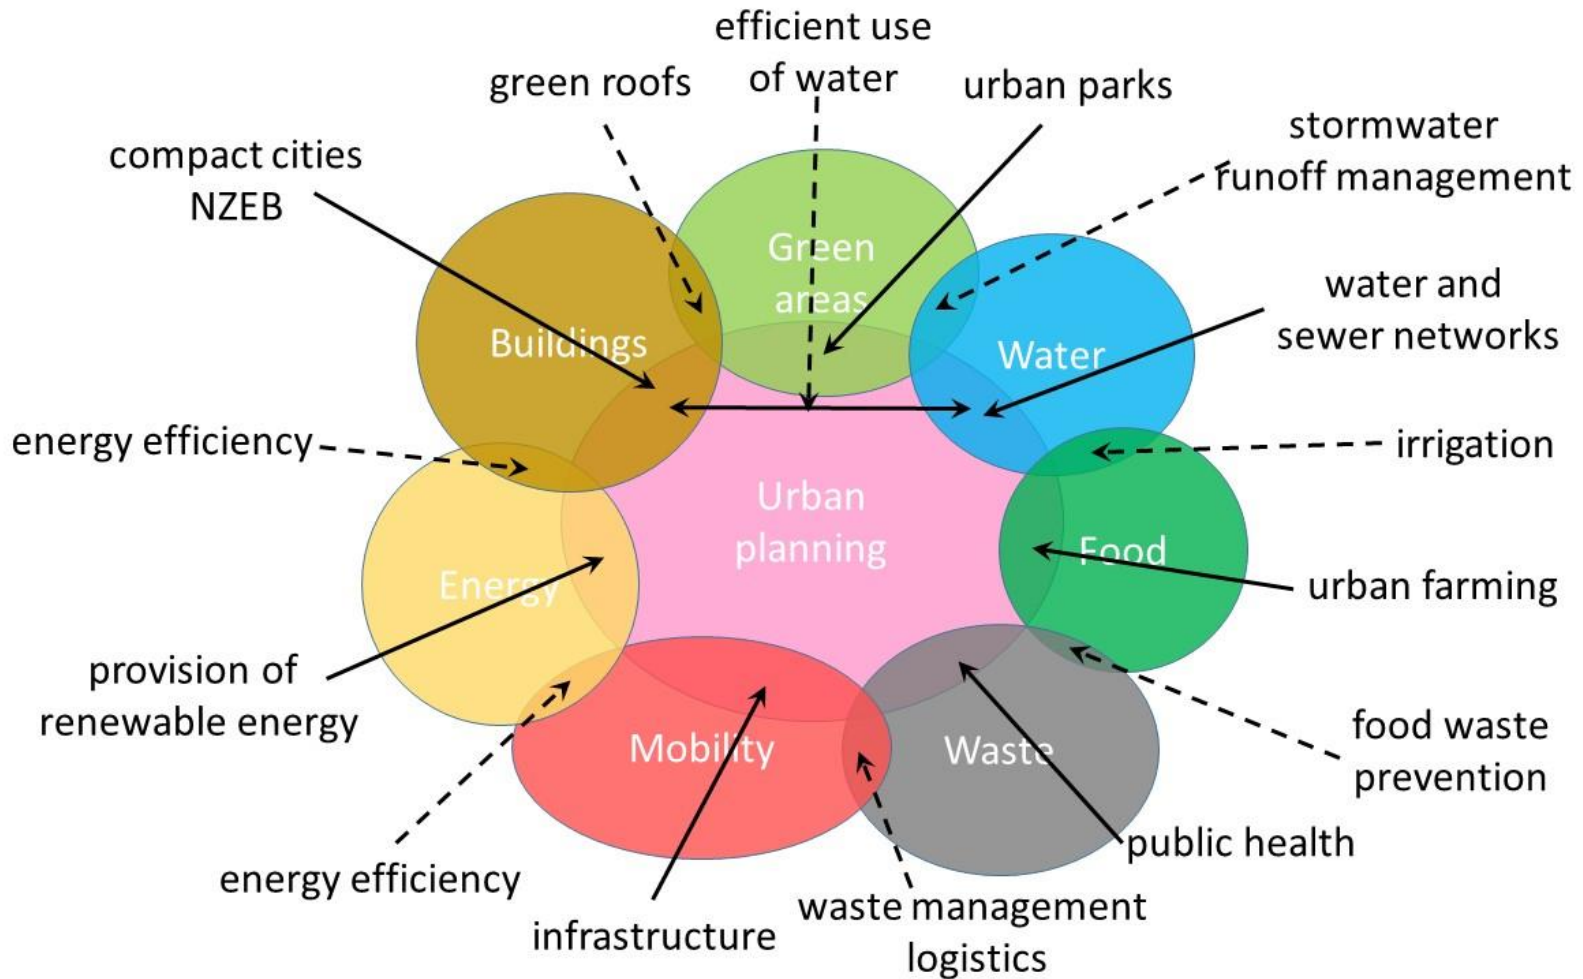 efficient use
of water
green roofs
urban parks
stormwater
runoff management
compact cities
NZEB
Green
areas
water and
sewer networks
Buildings
Water
energy efficiency
irrigation
Urban
planning
Food
Energy
urban farming
provision of
renewable energy
Mobility
Waste
food waste
prevention
public health
energy efficiency
waste management
logistics
infrastructure